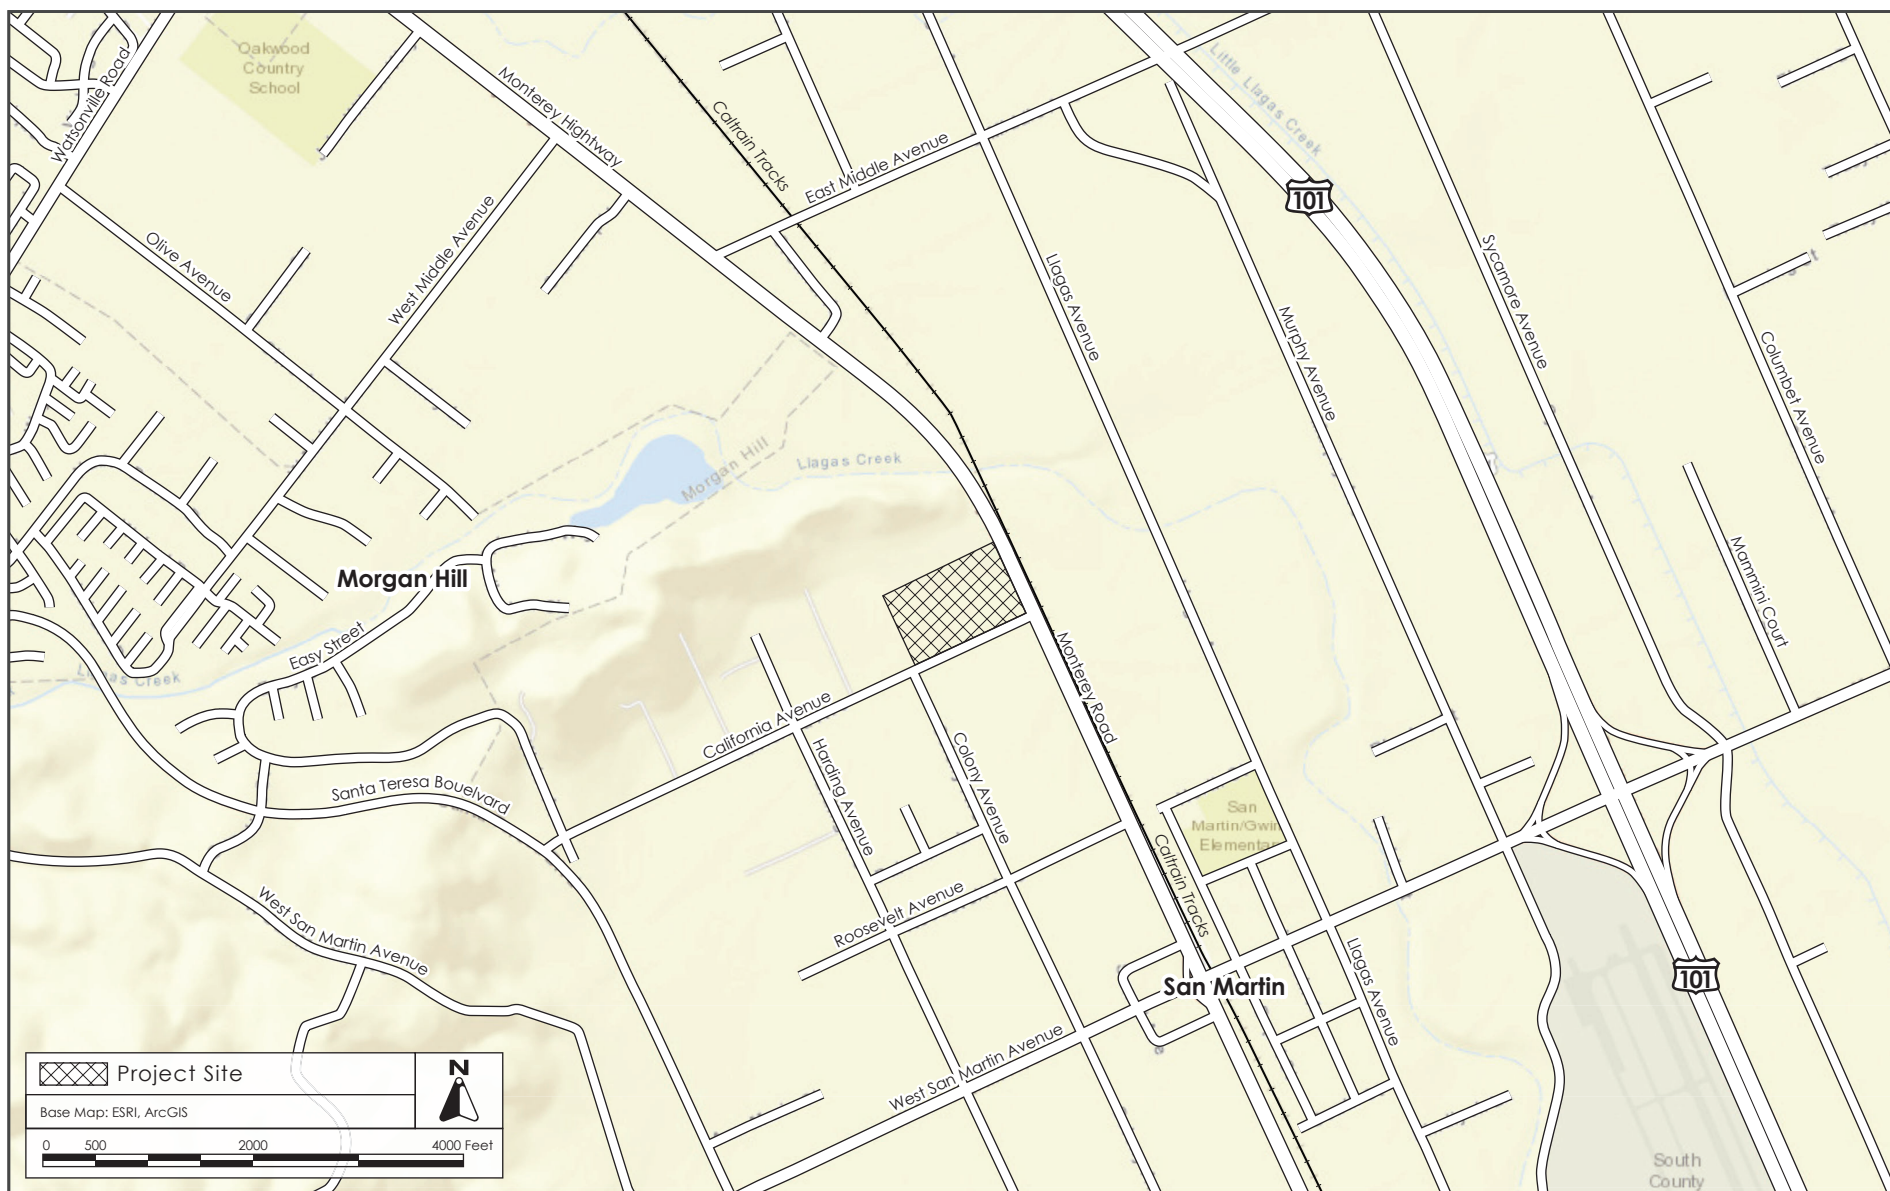 Oakwood
Country
School
Watsonville Road
Monterey Hightway
Caltrain Tracks
East Middle Avenue
Little Llagas Creek
101
Olive Avenue
West Middle Avenue
Llagas Avenue
Murphy Avenue
Sycamore Avenue
Columbet Avenue
Morgan Hill
Llagas Creek
Morgan Hill
Mammini Court
Easy Street
Llagas Creek
Monterey Road
California Avenue
Harding Avenue
Colony Avenue
Santa Teresa Bouelvard
San
Martin/Gwin
Elementar
Caltrain Tracks
West San Martin Avenue
Roosevelt Avenue
Llagas Avenue
San Martin
101
West San Martin Avenue
Project Site
N
Base Map: ESRI, ArcGIS
0 500 2000 4000 Feet
South
County